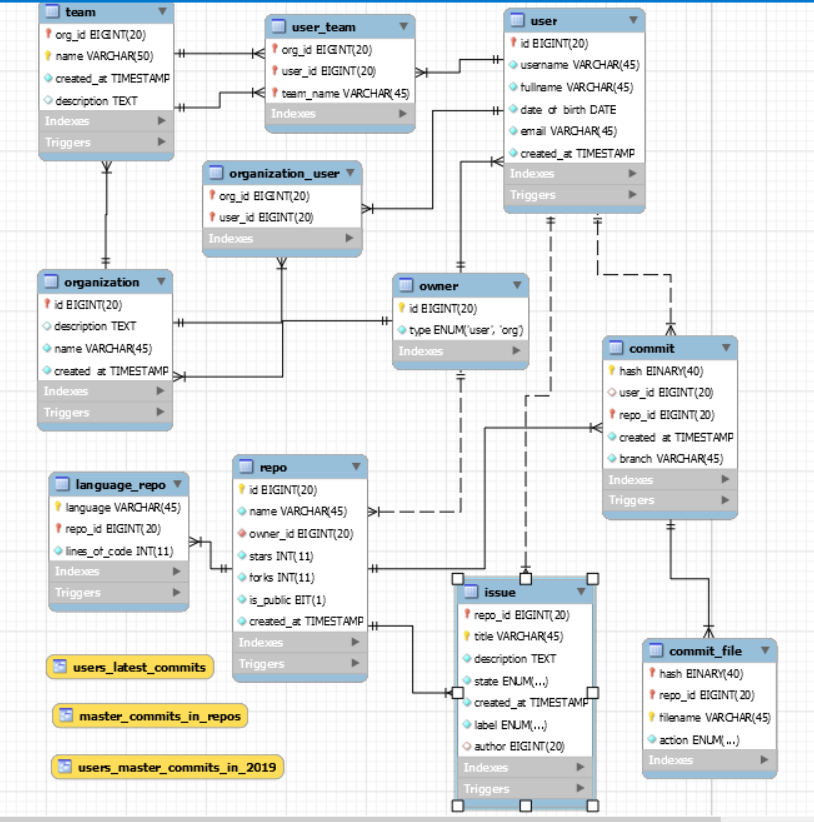 team
org_id BIGINT(20)
name VARCHAR(50)
created_at TIMESTAMP
description TEXT
Indexes
Triggers
user_team
org_id BIGINT(20)
user_id BIGINT(20)
team_name VARCHAR(45)
Indexes
user
id BIGINT(20)
username VARCHAR(45)
fullname VARCHAR(45)
date of birth DATE
email VARCHAR(45)
created_at TIMESTAMP
Indexes
Triggers
organization_user
org_id BIGINT(20)
user_id BIGINT(20)
Indexes
organization
id BIGINT(20)
description TEXT
name VARCHAR(45)
created at TIMESTAMP
Indexes
Triggers
owner
id BIGINT(20)
type ENUM('user', 'org')
Indexes
commit
hash BINARY(40)
user_id BIGINT(20)
repo_id BIGINT(20)
created at TIMESTAMP
branch VARCHAR(45)
Indexes
Triggers
language_repo
language VARCHAR(45)
repo_id BIGINT(20)
lines_of_code INT(11)
Indexes
Triggers
repo
id BIGINT(20)
name VARCHAR(45)
owner_id BIGINT(20)
stars INT(11)
forks INT(11)
is_public BIT(1)
created_at TIMESTAMP
Indexes
Triggers
issue
repo_id BIGINT(20)
title VARCHAR(45)
description TEXT
state ENUM(...)
created_at TIMESTAMP
label ENUM(...)
author BIGINT(20)
Indexes
Triggers
commit_file
hash BINARY(40)
repo_id BIGINT(20)
filename VARCHAR(45)
action ENUM(...)
Indexes
users_latest_commits
master_commits_in_repos
users_master_commits_in_2019